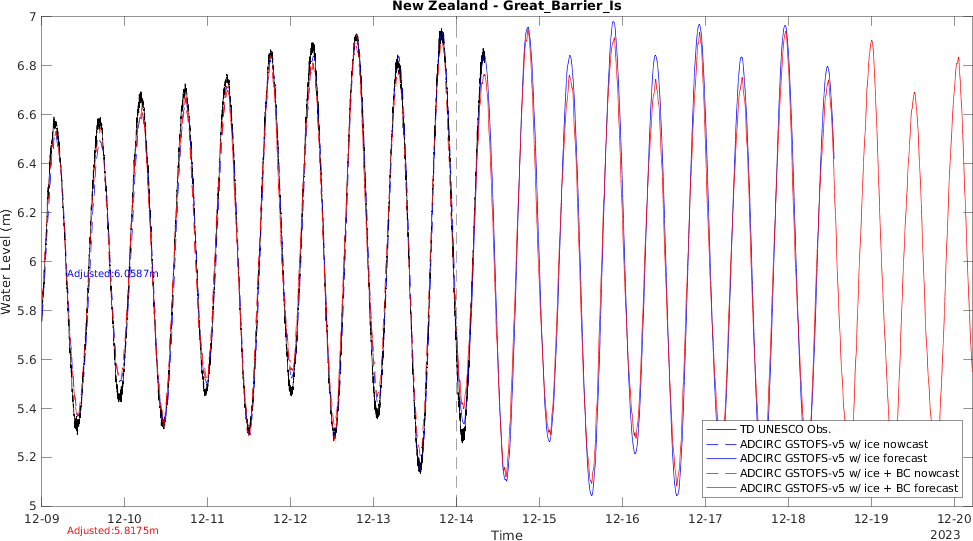 New Zealand - Great_Barrier_Is
7
6.8
6.6
6.4
6.2
6
5.8
5.6
5.4
5.2
5
Water Level (m)
Adjusted:6.0587m
TD UNESCO Obs.
ADCIRC GSTOFS-v5 w/ ice nowcast
ADCIRC GSTOFS-v5 w/ ice forecast
ADCIRC GSTOFS-v5 w/ ice + BC nowcast
ADCIRC GSTOFS-v5 w/ ice + BC forecast
12-09 12-10 12-11 12-12 12-13 12-14 12-15 12-16 12-17 12-18 12-19 12-20
Adjusted:5.8175m
Time
2023